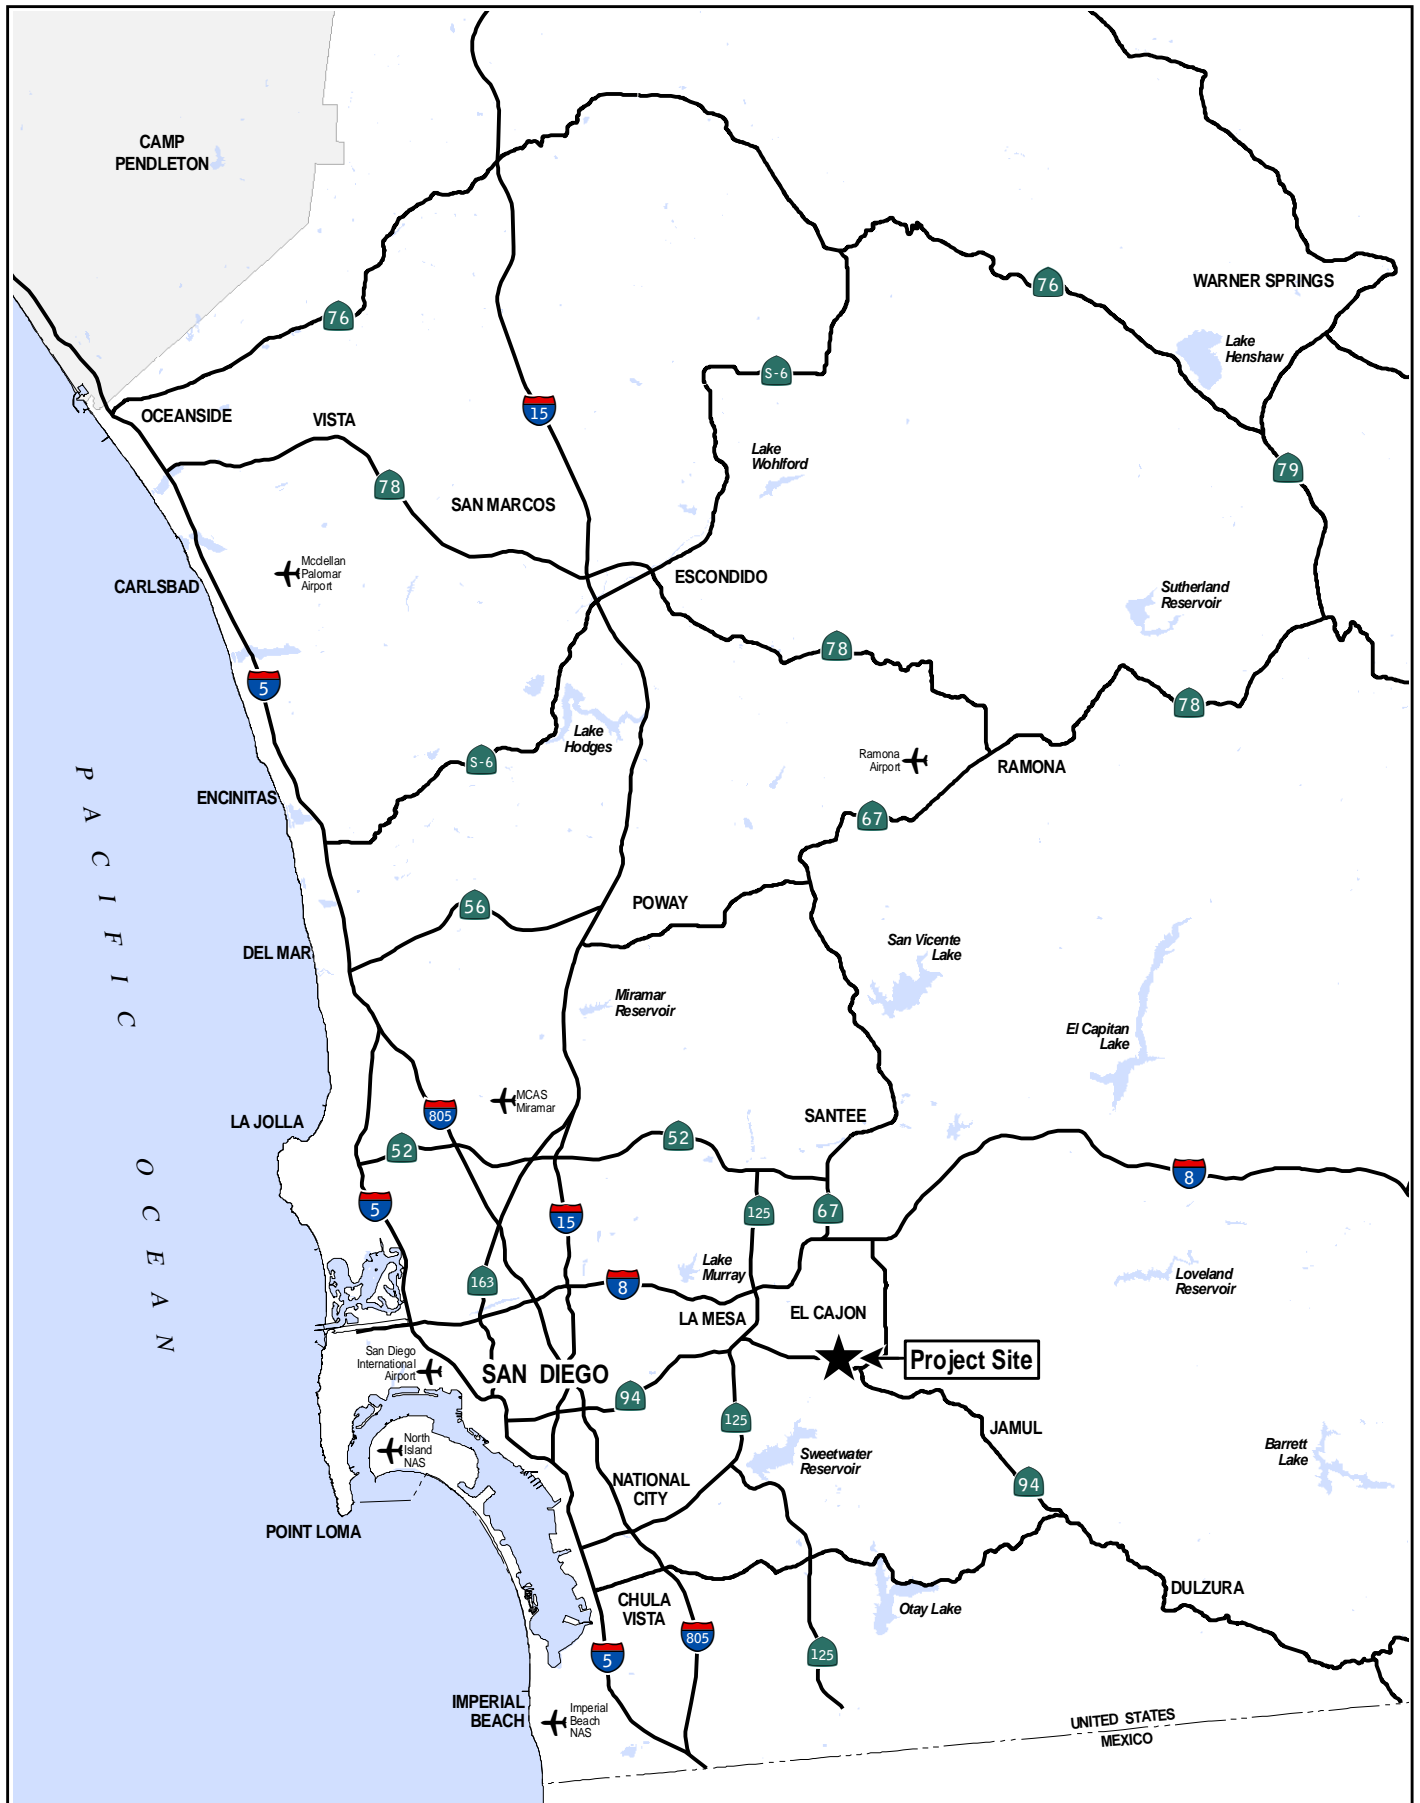 CAMP
PENDLETON
WARNER SPRINGS
76
76
Lake
Henshaw
S-6
OCEANSIDE
VISTA
15
Lake
Wohlford
79
78
SAN MARCOS
Mcclellan
Palomar
Airport
CARLSBAD
ESCONDIDO
Sutherland
Reservoir
78
5
78
Lake
Hodges
S-6
Ramona
Airport
RAMONA
PACIFIC OCEAN
ENCINITAS
67
56
POWAY
DEL MAR
San Vicente
Lake
Miramar
Reservoir
El Capitan
Lake
MCAS
Miramar
805
LA JOLLA
SANTEE
52
52
8
5
15
125
67
Lake
Murray
163
8
Loveland
Reservoir
LA MESA
EL CAJON
San Diego
International
Airport
SAN DIEGO
Project Site
94
125
JAMUL
North
Island
NAS
Sweetwater
Reservoir
Barrett
Lake
NATIONAL
CITY
94
POINT LOMA
DULZURA
CHULA
VISTA
Otay Lake
805
5
125
IMPERIAL
BEACH
Imperial
Beach
NAS
UNITED STATES
MEXICO